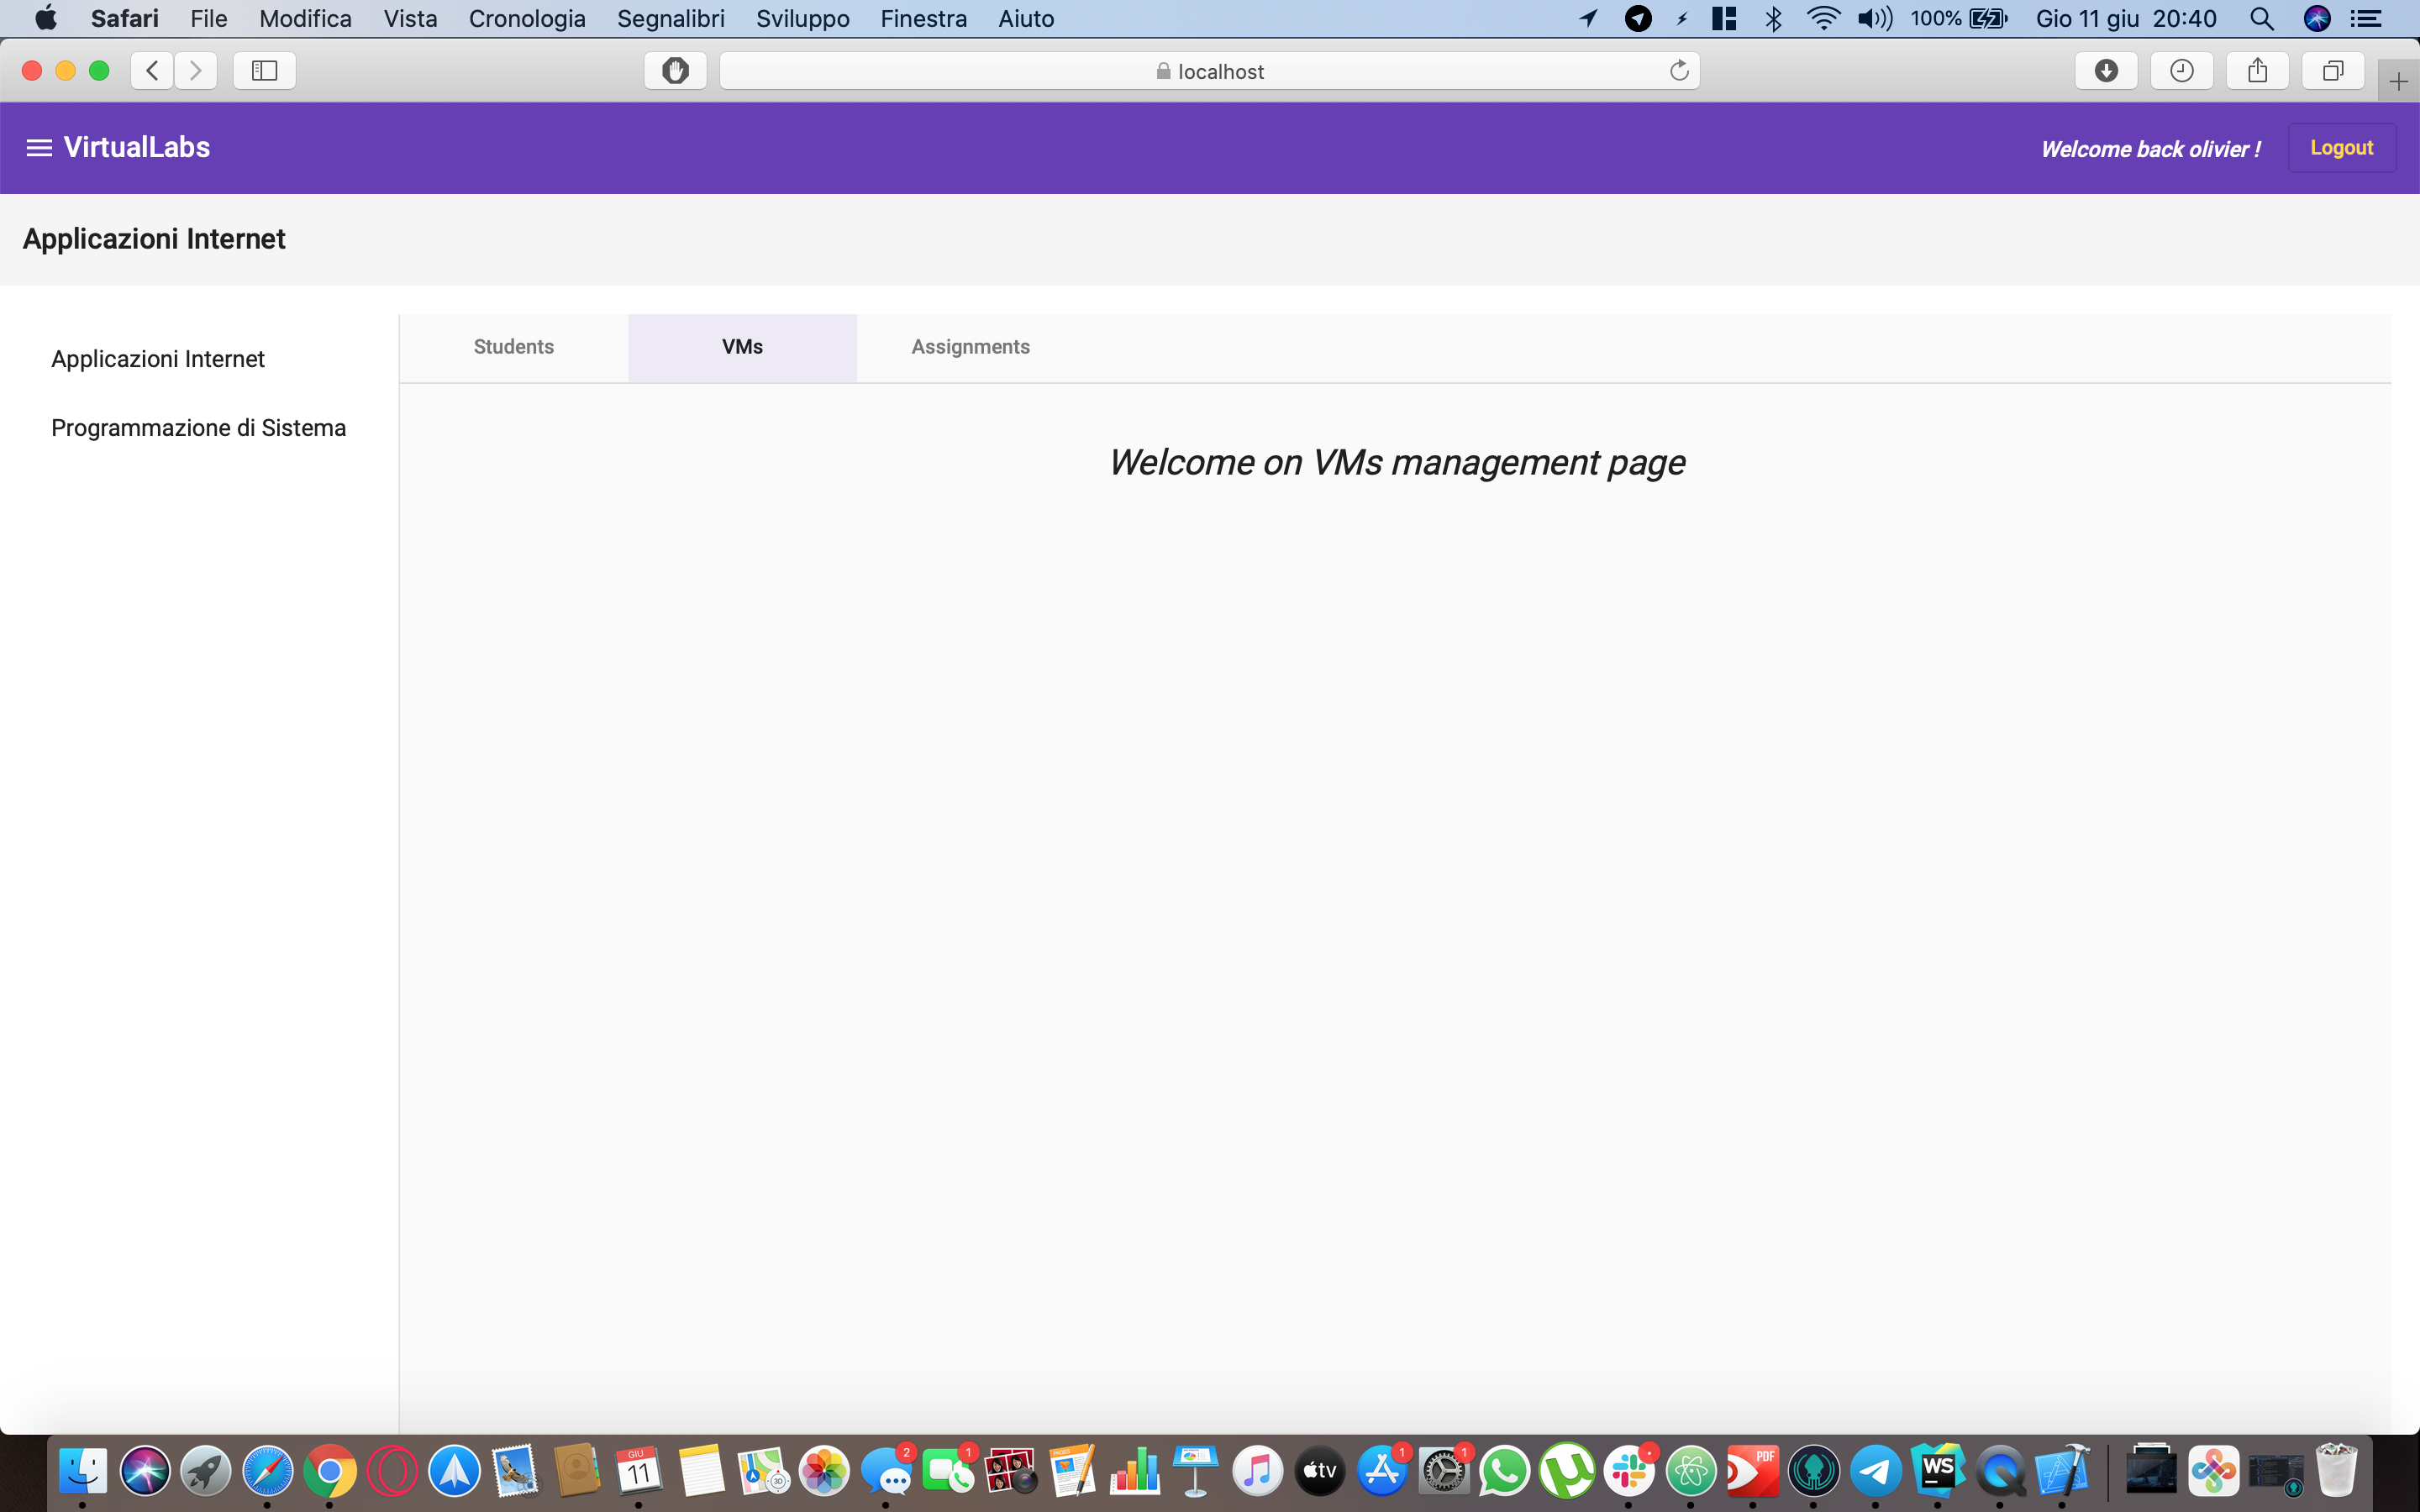 Safari File Modifica Vista Cronologia Segnalibri Sviluppo Finestra Aiuto 100% Gio 11 giu 20:40
localhost
VirtualLabs Welcome back olivier ! Logout
Applicazioni Internet
Students VMs Assignments
Applicazioni Internet
Programmazione di Sistema
Welcome on VMs management page
GIU
11
3D
2
1
PAGES
tv
1
1
PDF
WS